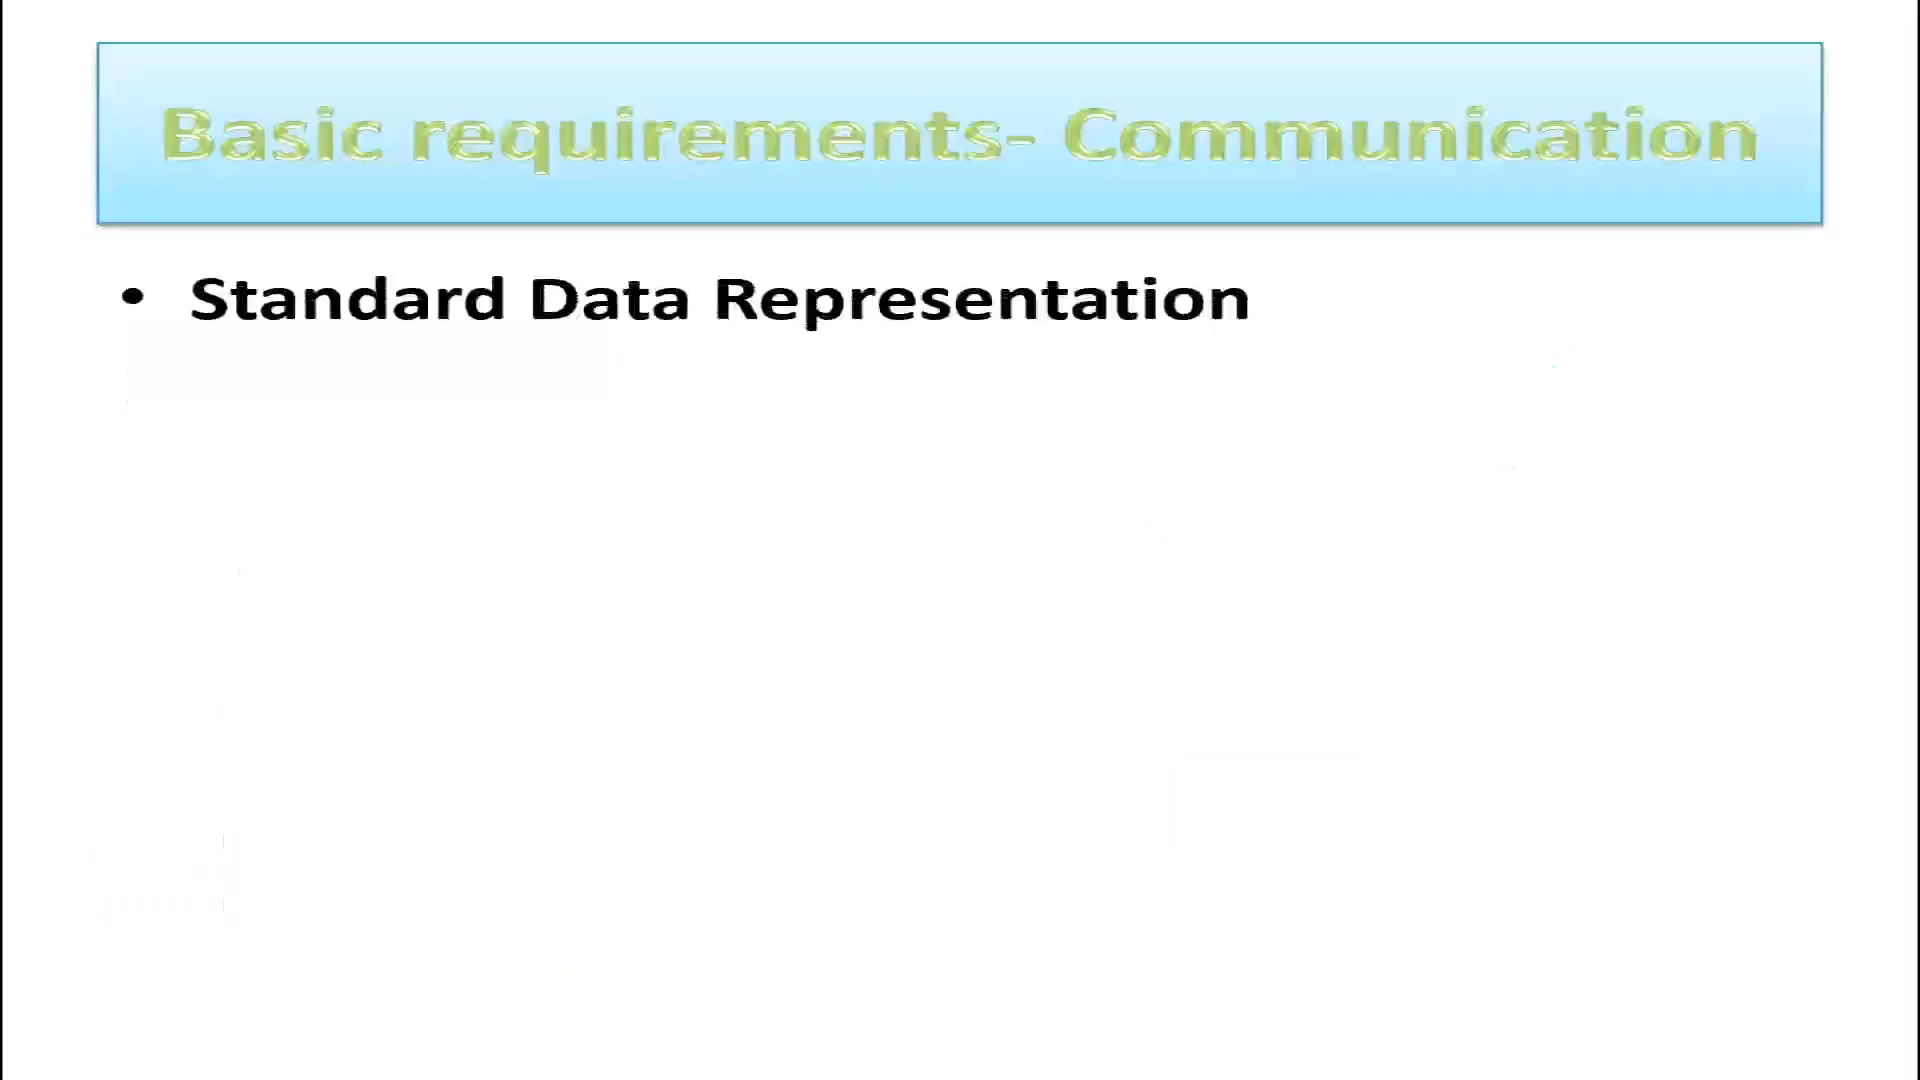 Basic requirements- Communication
• Standard Data Representation